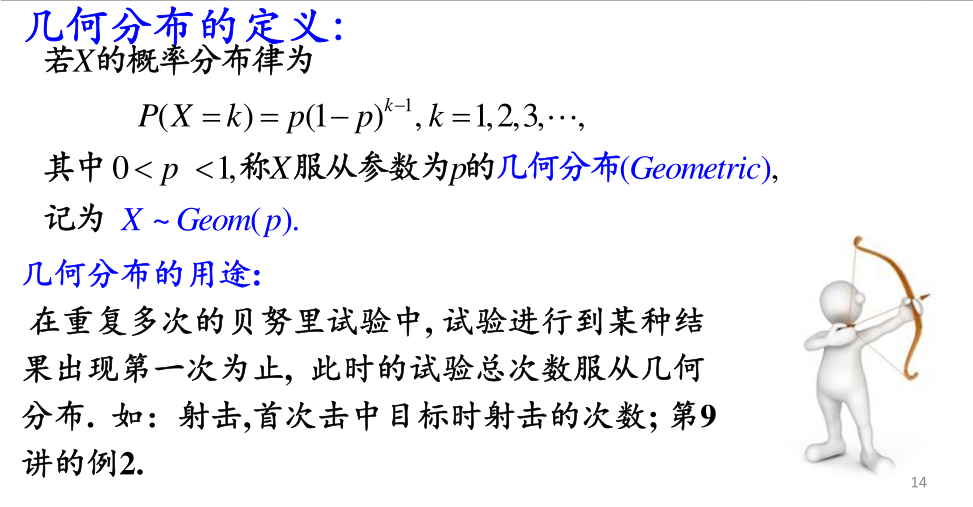 几何分布的定义:
若X的概率分布律为
P(X = k) = p(1− p)^{k−1}, k =1,2,3,⋯,
其中 0< p <1,称X服从参数为p的几何分布(Geometric),
记为 X ~ Geom( p).
几何分布的用途:
在重复多次的贝努里试验中, 试验进行到某种结
果出现第一次为止, 此时的试验总次数服从几何
分布. 如: 射击,首次击中目标时射击的次数; 第9
讲的例2.
14